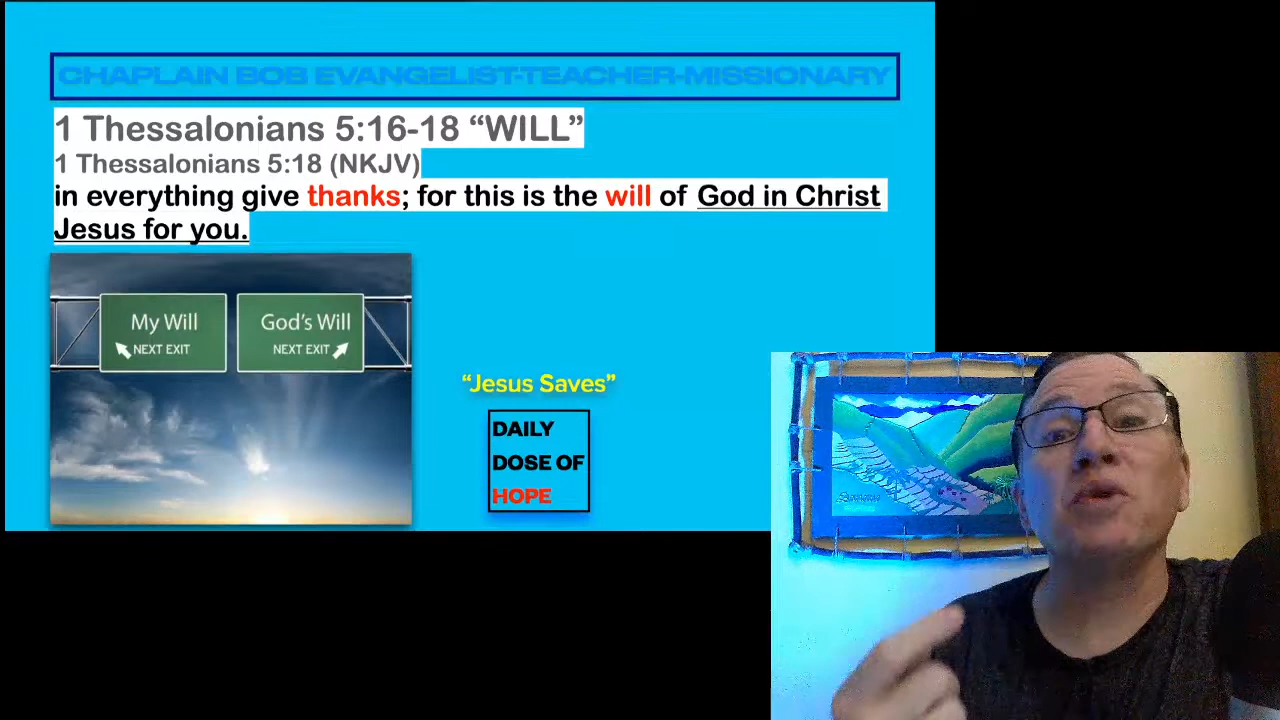 CHAPLAIN BOB EVANGELIST-TEACHER-MISSIONARY
1 Thessalonians 5:16-18 “WILL”
1 Thessalonians 5:18 (NKJV)
in everything give thanks; for this is the will of God in Christ
Jesus for you.
My Will
NEXT EXIT
God's Will
NEXT EXIT
“Jesus Saves”
DAILY
DOSE OF
HOPE